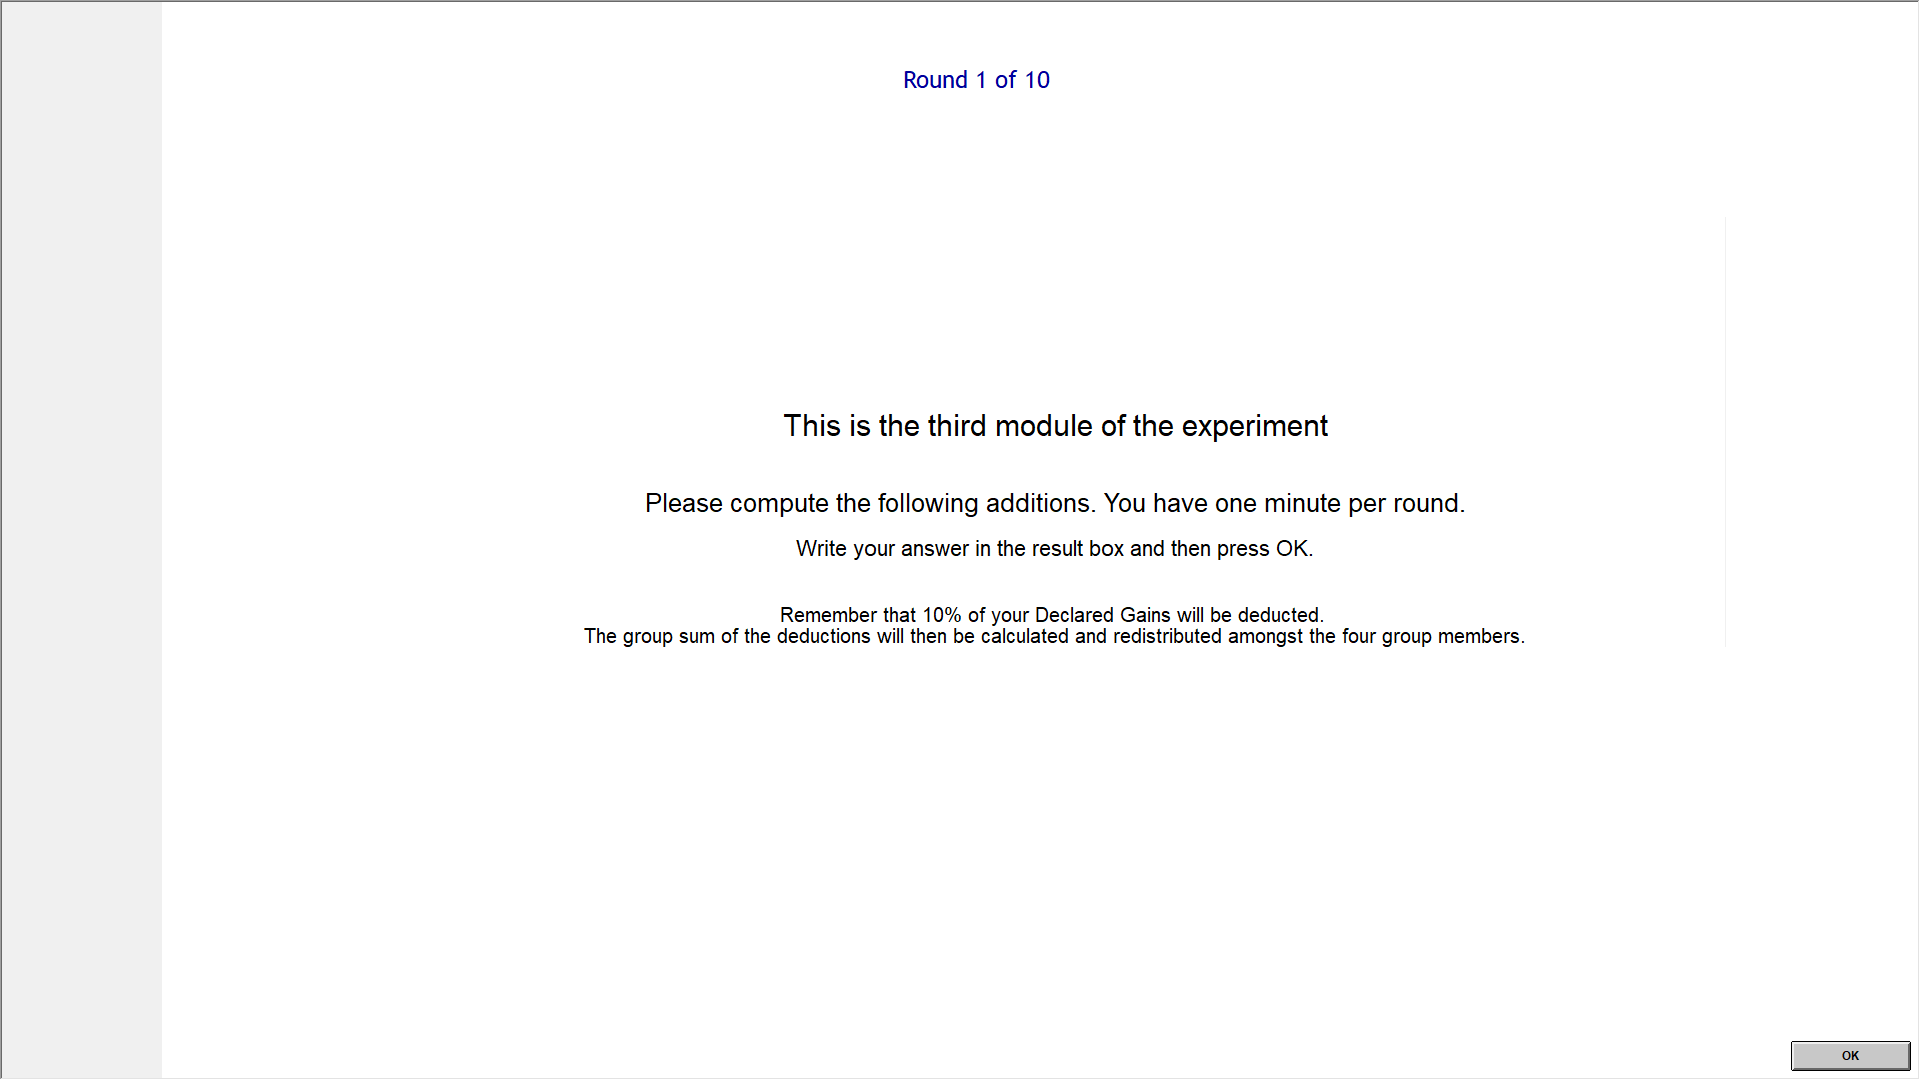 Round 1 of 10
This is the third module of the experiment
Please compute the following additions. You have one minute per round.
Write your answer in the result box and then press OK.
Remember that 10% of your Declared Gains will be deducted.
The group sum of the deductions will then be calculated and redistributed amongst the four group members.
OK